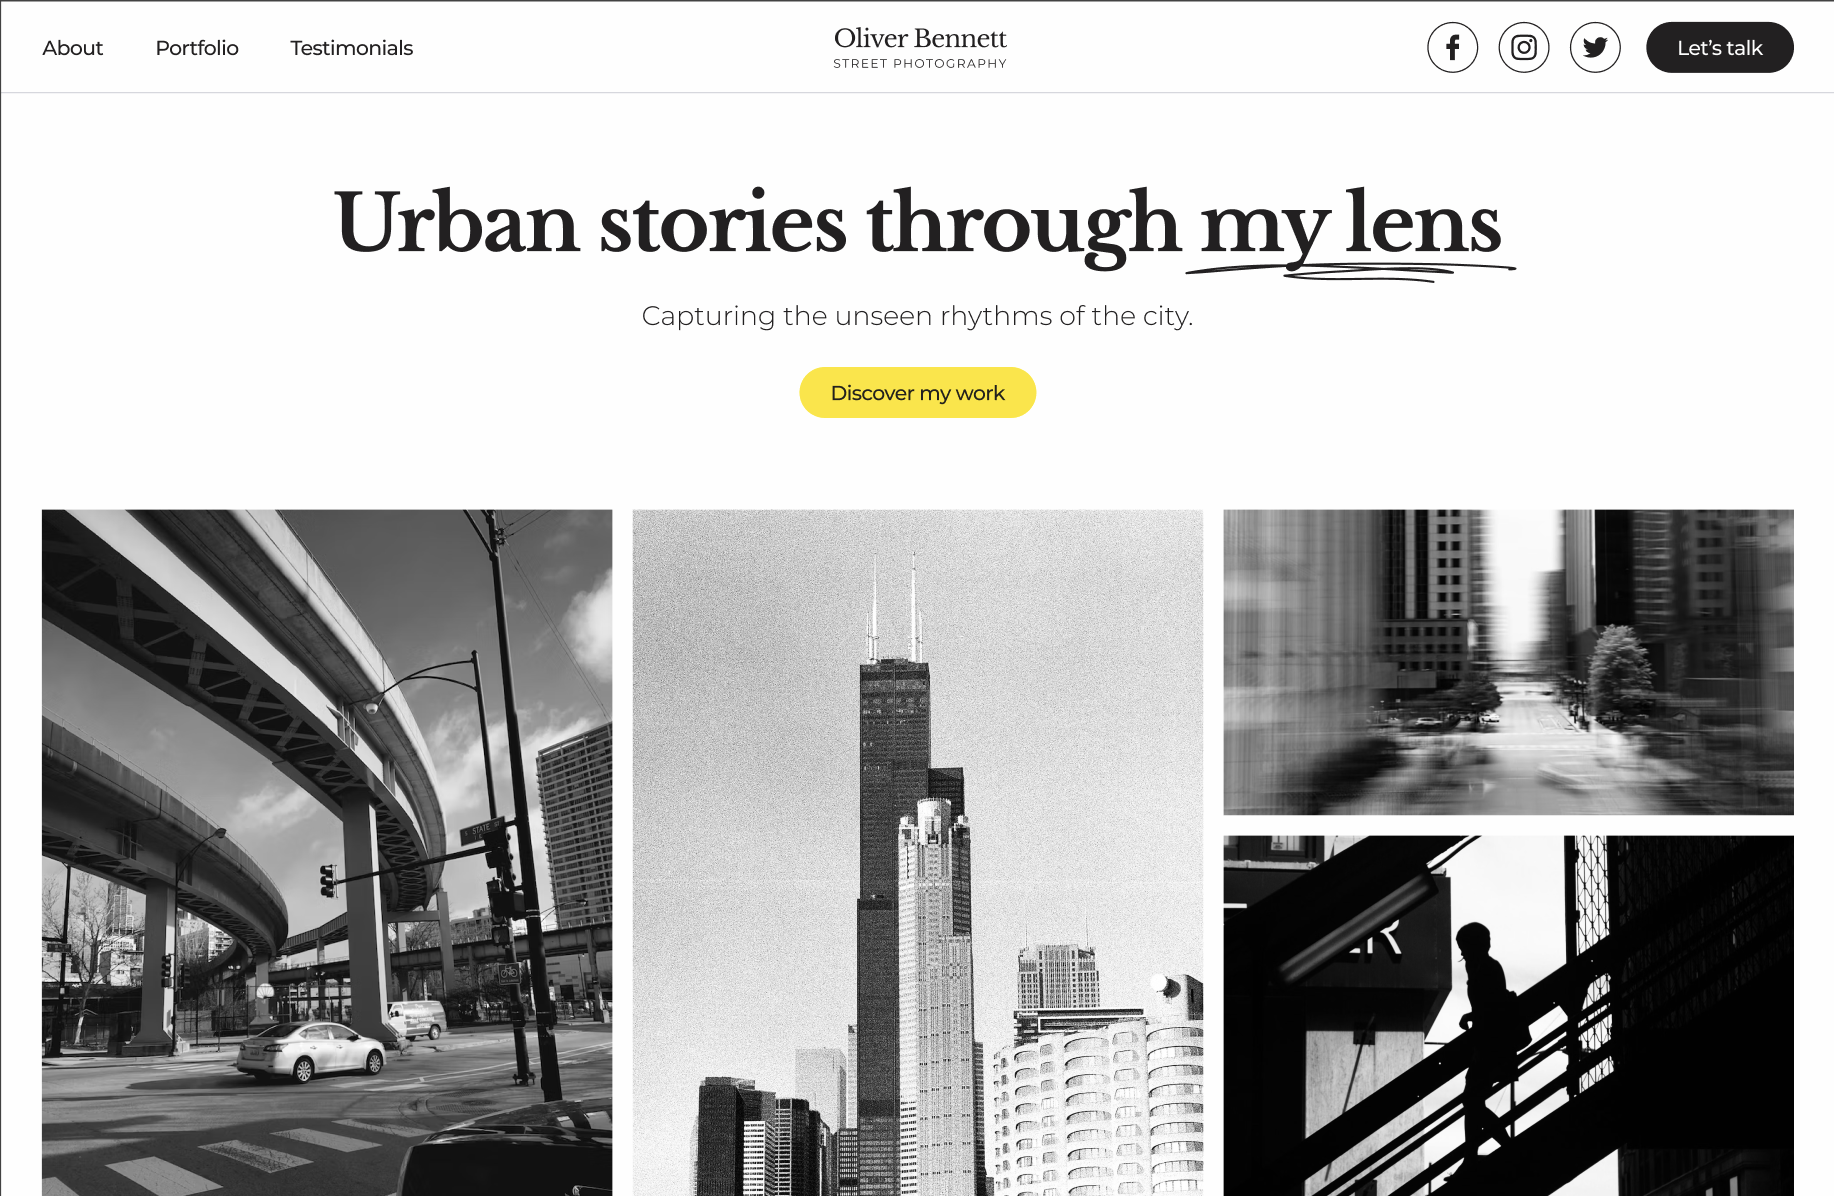 About
Portfolio
Testimonials
Oliver Bennett
STREET PHOTOGRAPHY
Let's talk
Urban stories through my lens
Capturing the unseen rhythms of the city.
Discover my work
STATE
ER